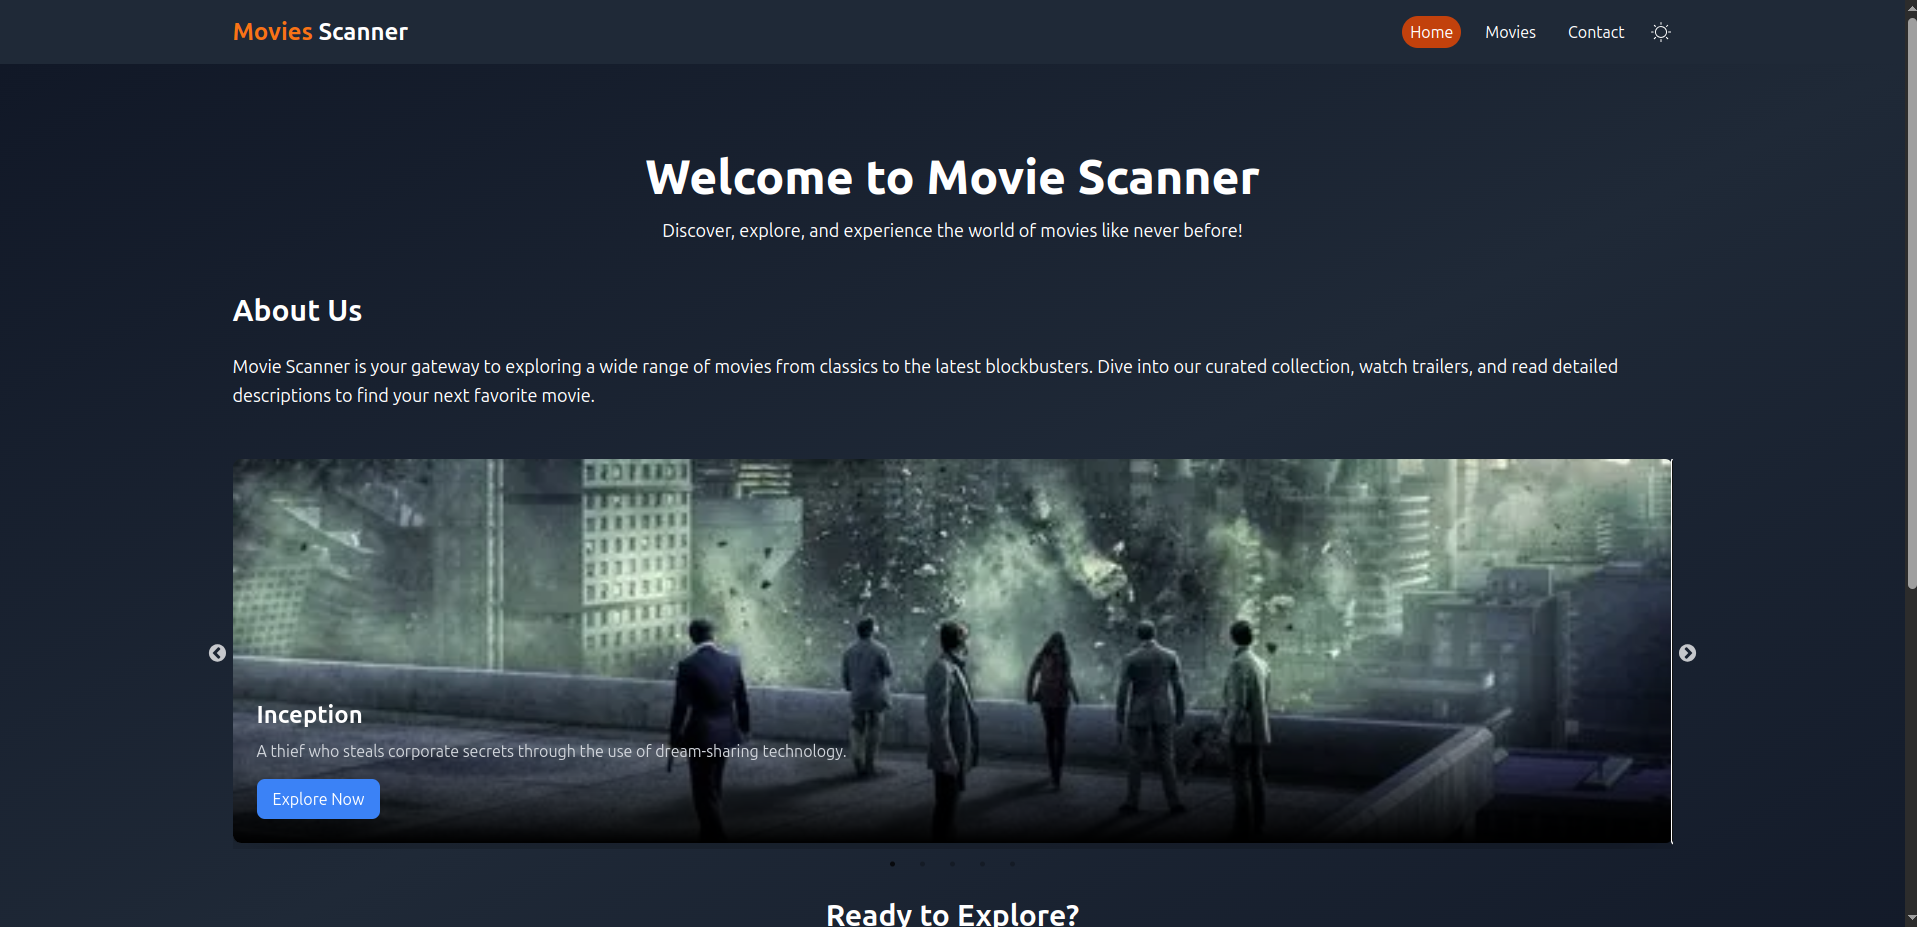 Movies Scanner
Home
Movies
Contact
Welcome to Movie Scanner
Discover, explore, and experience the world of movies like never before!
About Us
Movie Scanner is your gateway to exploring a wide range of movies from classics to the latest blockbusters. Dive into our curated collection, watch trailers, and read detailed
descriptions to find your next favorite movie.
Inception
A thief who steals corporate secrets through the use of dream-sharing technology.
Explore Now
Ready to Explore?